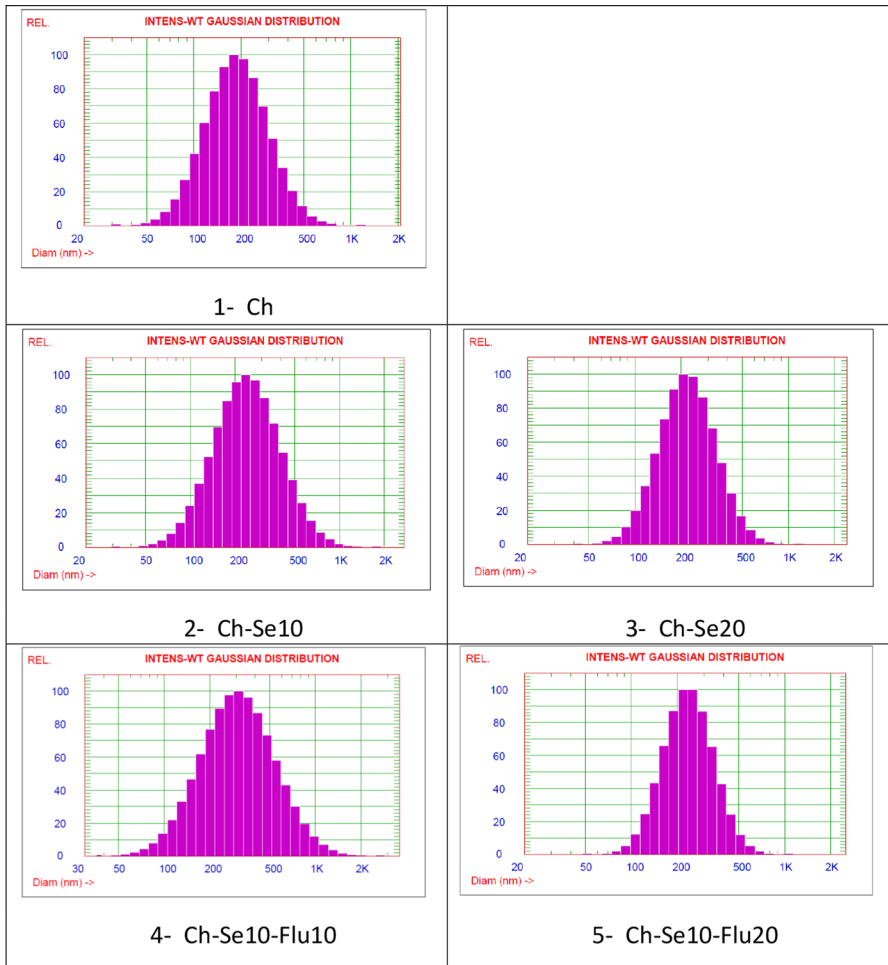 REL. INTENS-WT GAUSSIAN DISTRIBUTION
100
80
60
40
20
0
20 50 100 200 500 1K 2K
Diam (nm) ->
1- Ch
REL. INTENS-WT GAUSSIAN DISTRIBUTION
100
80
60
40
20
0
20 50 100 200 500 1K 2K
Diam (nm) ->
2- Ch-Se10
REL. INTENS-WT GAUSSIAN DISTRIBUTION
100
80
60
40
20
0
20 50 100 200 500 1K 2K
Diam (nm) ->
3- Ch-Se20
REL. INTENS-WT GAUSSIAN DISTRIBUTION
100
80
60
40
20
0
30 50 100 200 500 1K 2K
Diam (nm) ->
4- Ch-Se10-Flu10
REL. INTENS-WT GAUSSIAN DISTRIBUTION
100
80
60
40
20
0
20 50 100 200 500 1K 2K
Diam (nm) ->
5- Ch-Se10-Flu20